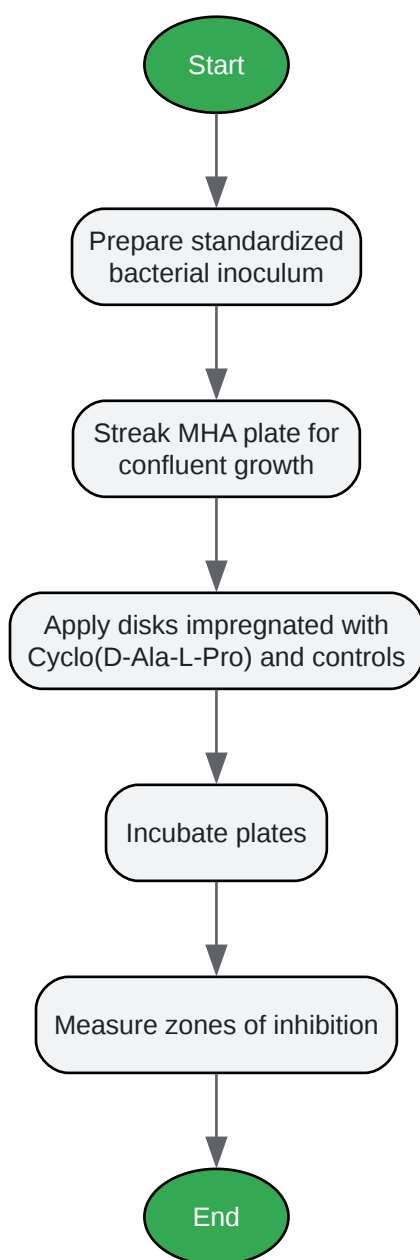 Start
Prepare standardized
bacterial inoculum
Streak MHA plate for
confluent growth
Apply disks impregnated with
Cyclo(D-Ala-L-Pro) and controls
Incubate plates
Measure zones of inhibition
End